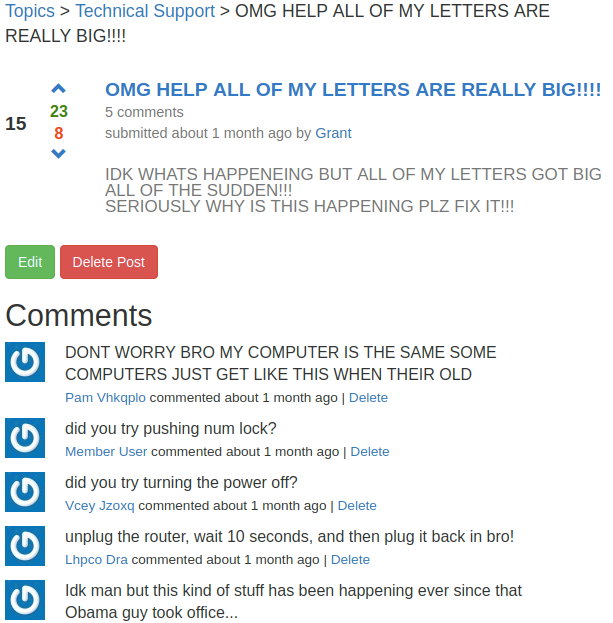 Topics > Technical Support > OMG HELP ALL OF MY LETTERS ARE
REALLY BIG!!!!
15
23
8
OMG HELP ALL OF MY LETTERS ARE REALLY BIG!!!!
5 comments
submitted about 1 month ago by Grant
IDK WHATS HAPPENEING BUT ALL OF MY LETTERS GOT BIG
ALL OF THE SUDDEN!!!
SERIOUSLY WHY IS THIS HAPPENING PLZ FIX IT!!!
Edit
Delete Post
Comments
DONT WORRY BRO MY COMPUTER IS THE SAME SOME
COMPUTERS JUST GET LIKE THIS WHEN THEIR OLD
Pam Vhkqplo commented about 1 month ago | Delete
did you try pushing num lock?
Member User commented about 1 month ago | Delete
did you try turning the power off?
Vcey Jzoxq commented about 1 month ago | Delete
unplug the router, wait 10 seconds, and then plug it back in bro!
Lhpco Dra commented about 1 month ago | Delete
Idk man but this kind of stuff has been happening ever since that
Obama guy took office...